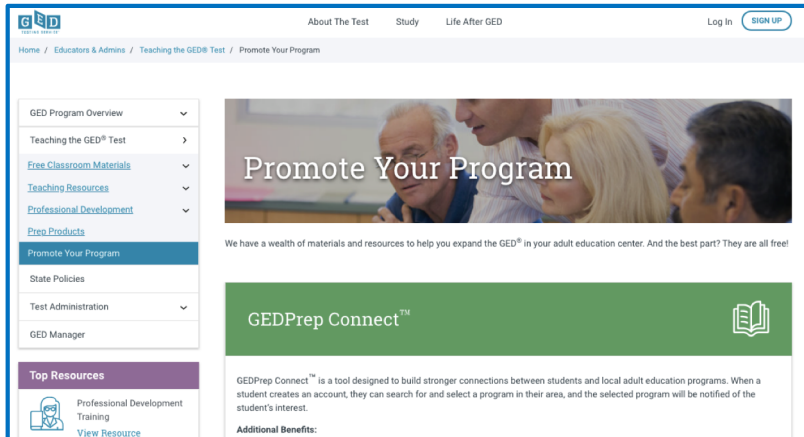 GED
TESTING SERVICE
About The Test Study Life After GED
Log In SIGN UP
Home / Educators & Admins / Teaching the GED® Test / Promote Your Program
GED Program Overview
Teaching the GED® Test
Free Classroom Materials
Teaching Resources
Professional Development
Prep Products
Promote Your Program
State Policies
Test Administration
GED Manager
Top Resources
Professional Development
Training
View Resource
Promote Your Program
We have a wealth of materials and resources to help you expand the GED® in your adult education center. And the best part? They are all free!
GEDPrep Connect™
GEDPrep Connect™ is a tool designed to build stronger connections between students and local adult education programs. When a
student creates an account, they can search for and select a program in their area, and the selected program will be notified of the
student's interest.
Additional Benefits: